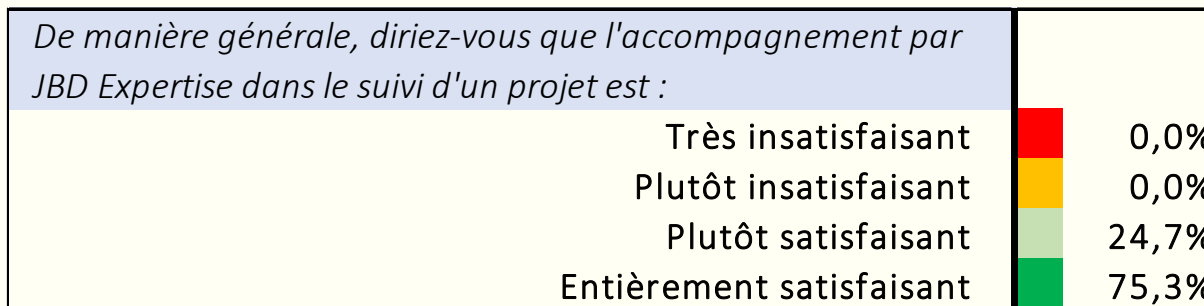 De manière générale, diriez-vous que l'accompagnement par
JBD Expertise dans le suivi d'un projet est :
Très insatisfaisant 0,0%
Plutôt insatisfaisant 0,0%
Plutôt satisfaisant 24,7%
Entièrement satisfaisant 75,3%